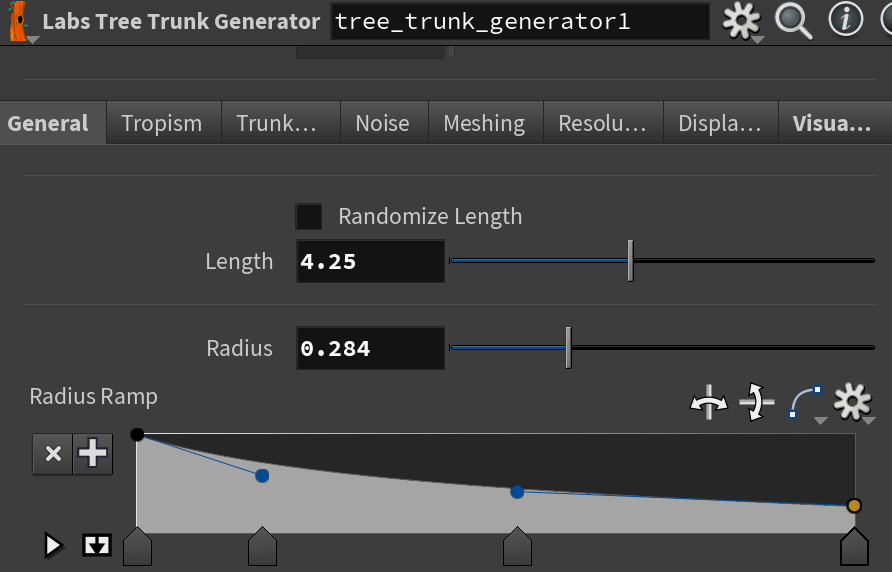 Labs Tree Trunk Generator tree_trunk_generator1
General Tropism Trunk... Noise Meshing Resolu... Displa... Visua...
Randomize Length
Length 4.25
Radius 0.284
Radius Ramp